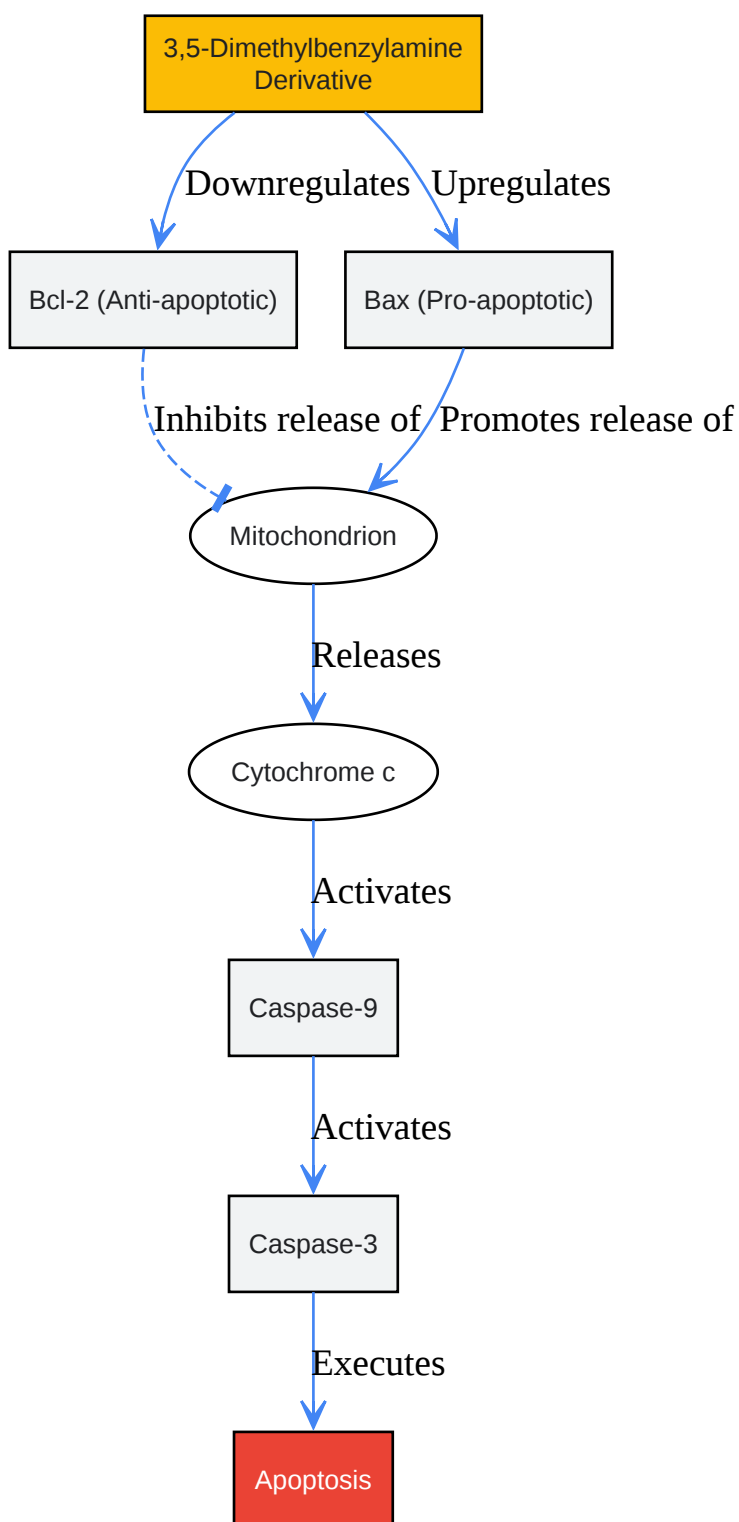 3,5-Dimethylbenzylamine
Derivative
Downregulates
Upregulates
Bcl-2 (Anti-apoptotic)
Bax (Pro-apoptotic)
Inhibits release of
Promotes release of
Mitochondrion
Releases
Cytochrome c
Activates
Caspase-9
Activates
Caspase-3
Executes
Apoptosis